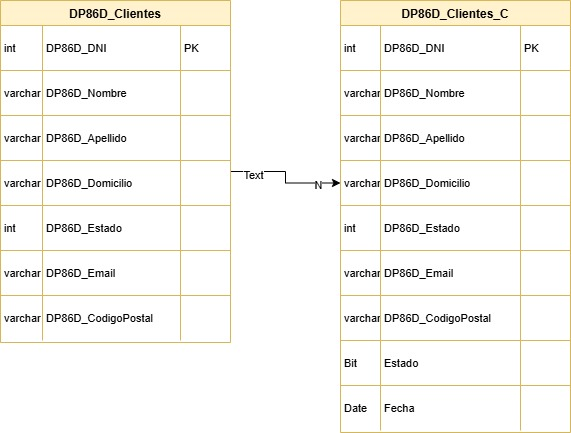 DP86D_Clientes
int DP86D_DNI PK
varchar DP86D_Nombre
varchar DP86D_Apellido
varchar DP86D_Domicilio
int DP86D_Estado
varchar DP86D_Email
varchar DP86D_CodigoPostal
Text
N
DP86D_Clientes_C
int DP86D_DNI PK
varchar DP86D_Nombre
varchar DP86D_Apellido
varchar DP86D_Domicilio
int DP86D_Estado
varchar DP86D_Email
varchar DP86D_CodigoPostal
Bit Estado
Date Fecha